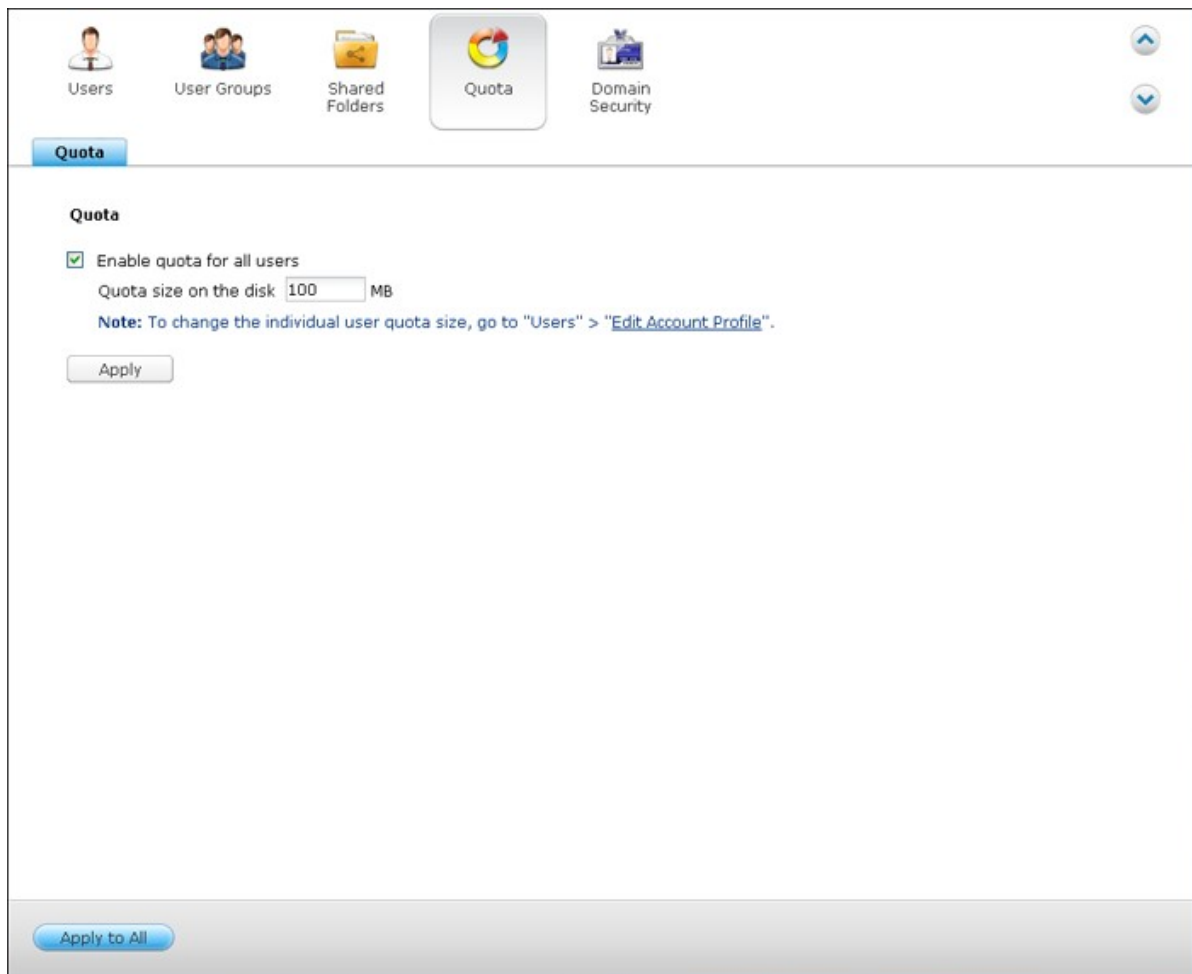 Users
User Groups
Shared
Folders
Quota
Domain
Security
Quota
Quota
Enable quota for all users
Quota size on the disk 100 MB
Note: To change the individual user quota size, go to "Users" > "Edit Account Profile".
Apply
Apply to All